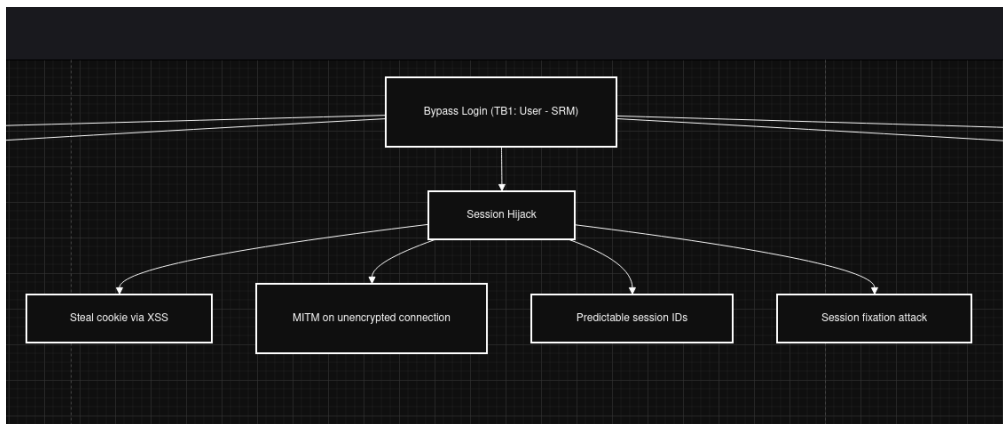 Bypass Login (TB1: User - SRM)
Session Hijack
Steal cookie via XSS
MITM on unencrypted connection
Predictable session IDs
Session fixation attack